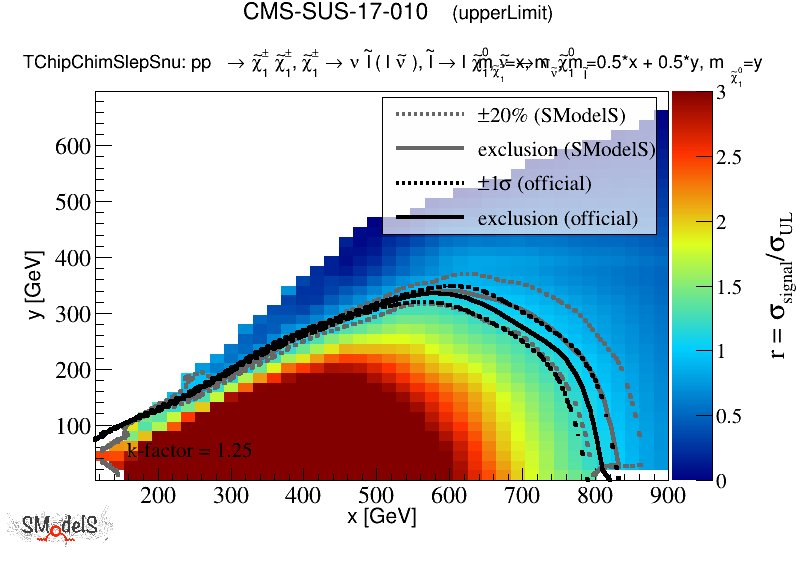 CMS-SUS-17-010 (upperLimit)
TChipChimSlepSnu: pp → χ̃₁± χ̃₁±, χ̃₁± → ν l̃ ( l ν̃ ), l̃ → l χ̃₁⁰, =0.5*x + 0.5*y, m χ̃₁⁰ =y
3
±20% (SModelS)
600
exclusion (SModelS)
2.5
±1σ (official)
500
exclusion (official)
2
400
1.5
300
200
1
100
0.5
k-factor = 1.25
0
200 300 400 500 600 700 800 900
x [GeV]
y [GeV]
r = σsignal/σUL
SModelS